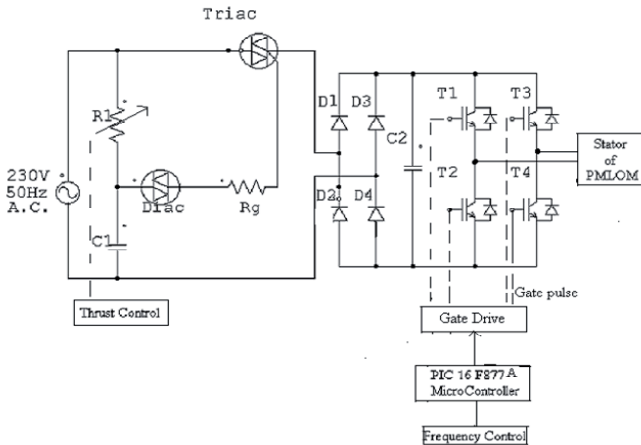 Triac
R1
230V
50Hz
A.C.
Diac
Rg
C1
Thrust Control
D1
D3
C2
D2
D4
T1
T3
T2
T4
Stator
of
PMLOM
Gate pulse
Gate Drive
PIC 16 F877 A
MicroController
Frequency Control